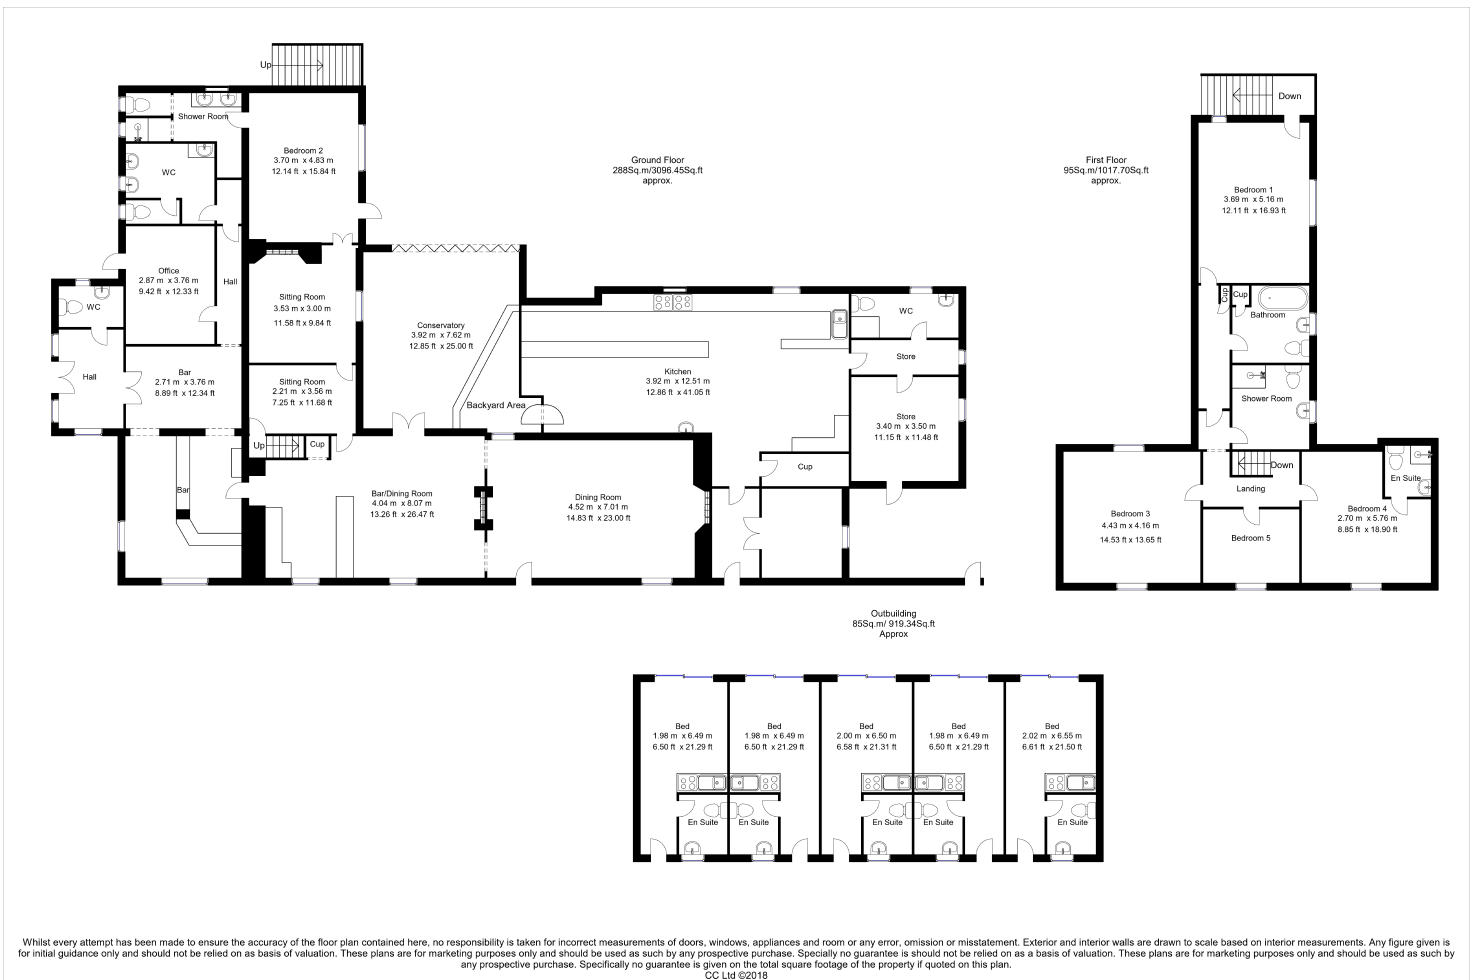 Up
Shower Room
Bedroom 2
3.70 m x 4.83 m
12.14 ft x 15.84 ft
WC
Office
2.87 m x 3.76 m
9.42 ft x 12.33 ft
Hall
WC
Hall
Bar
2.71 m x 3.76 m
8.89 ft x 12.34 ft
Sitting Room
3.53 m x 3.00 m
11.58 ft x 9.84 ft
Sitting Room
2.21 m x 3.56 m
7.25 ft x 11.68 ft
Up
Cup
Bar
Bar/Dining Room
4.04 m x 8.07 m
13.26 ft x 26.47 ft
Conservatory
3.92 m x 7.62 m
12.85 ft x 25.00 ft
Backyard Area
Ground Floor
288Sq.m/3096.45Sq.ft
approx.
Kitchen
3.92 m x 12.51 m
12.86 ft x 41.05 ft
WC
Store
Store
3.40 m x 3.50 m
11.15 ft x 11.48 ft
Cup
Dining Room
4.52 m x 7.01 m
14.83 ft x 23.00 ft
First Floor
95Sq.m/1017.70Sq.ft
approx.
Down
Bedroom 1
3.69 m x 5.16 m
12.11 ft x 16.93 ft
Cup
Cup
Bathroom
Shower Room
Down
Landing
En Suite
Bedroom 3
4.43 m x 4.16 m
14.53 ft x 13.65 ft
Bedroom 5
Bedroom 4
2.70 m x 5.76 m
8.85 ft x 18.90 ft
Outbuilding
85Sq.m/ 919.34Sq.ft
Approx
Bed
1.98 m x 6.49 m
6.50 ft x 21.29 ft
Bed
1.98 m x 6.49 m
6.50 ft x 21.29 ft
Bed
2.00 m x 6.50 m
6.58 ft x 21.31 ft
Bed
1.98 m x 6.49 m
6.50 ft x 21.29 ft
Bed
2.02 m x 6.55 m
6.61 ft x 21.50 ft
En Suite
En Suite
En Suite
En Suite
En Suite
Whilst every attempt has been made to ensure the accuracy of the floor plan contained here, no responsibility is taken for incorrect measurements of doors, windows, appliances and room or any error, omission or misstatement. Exterior and interior walls are drawn to scale based on interior measurements. Any figure given is
for initial guidance only and should not be relied on as basis of valuation. These plans are for marketing purposes only and should be used as such by any prospective purchase. Specially no guarantee is should not be relied on as a basis of valuation. These plans are for marketing purposes only and should be used as such by
any prospective purchase. Specifically no guarantee is given on the total square footage of the property if quoted on this plan.
CC Ltd ©2018